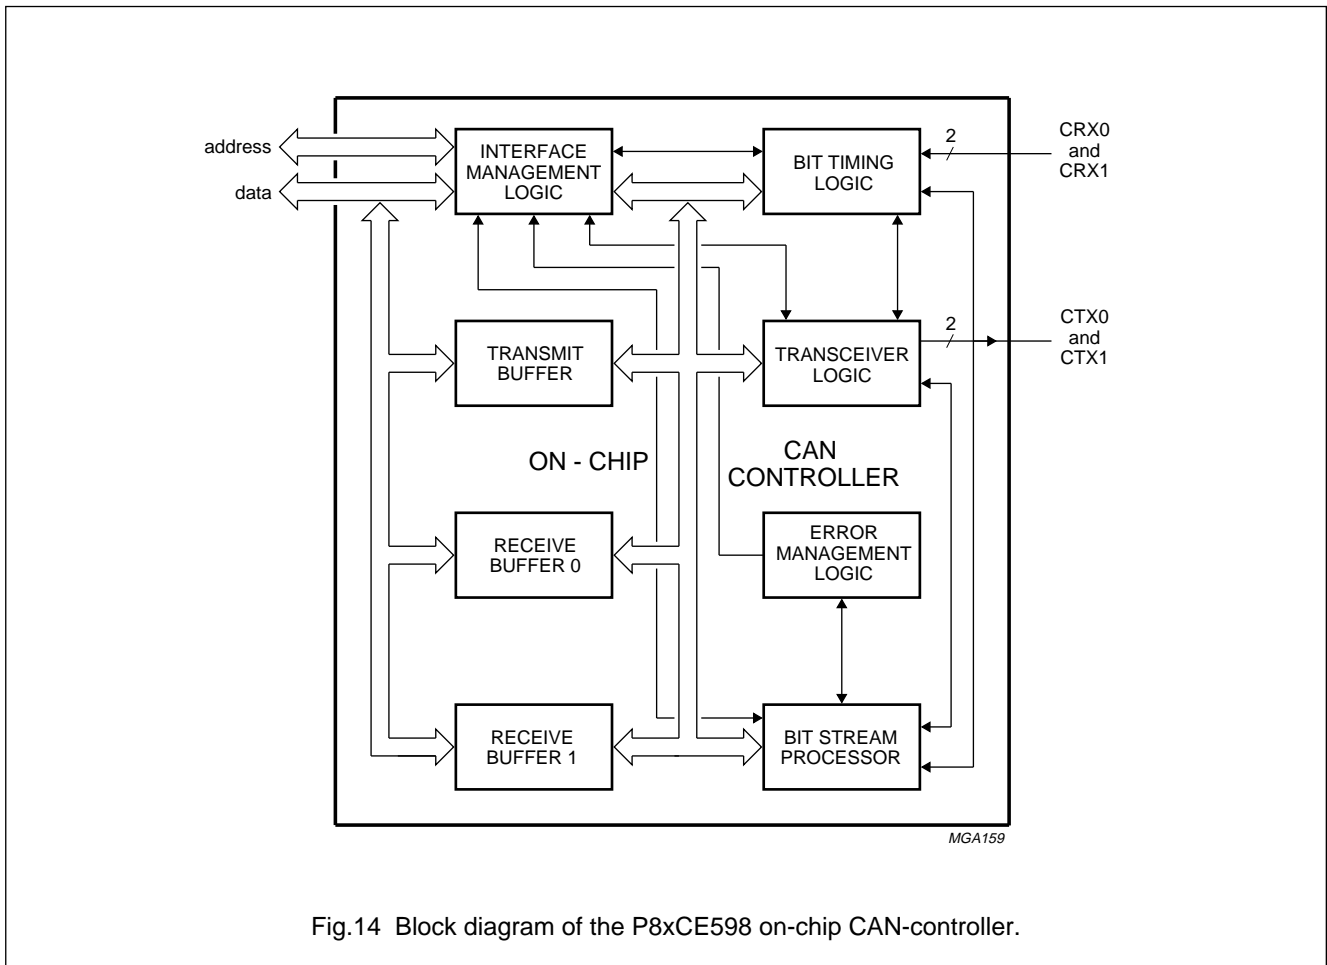 address
data
INTERFACE
MANAGEMENT
LOGIC
BIT TIMING
LOGIC
2
CRX0
and
CRX1
TRANSMIT
BUFFER
TRANSCEIVER
LOGIC
2
CTX0
and
CTX1
ON - CHIP
CAN
CONTROLLER
RECEIVE
BUFFER 0
ERROR
MANAGEMENT
LOGIC
RECEIVE
BUFFER 1
BIT STREAM
PROCESSOR
MGA159
Fig.14 Block diagram of the P8xCE598 on-chip CAN-controller.